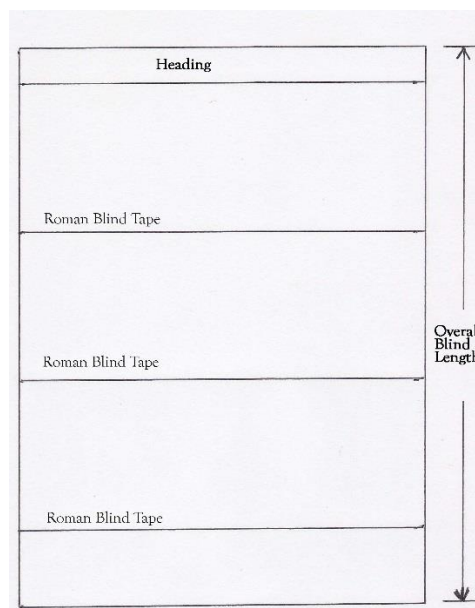 Heading
Roman Blind Tape
Overal
Blind
Length
Roman Blind Tape
Roman Blind Tape